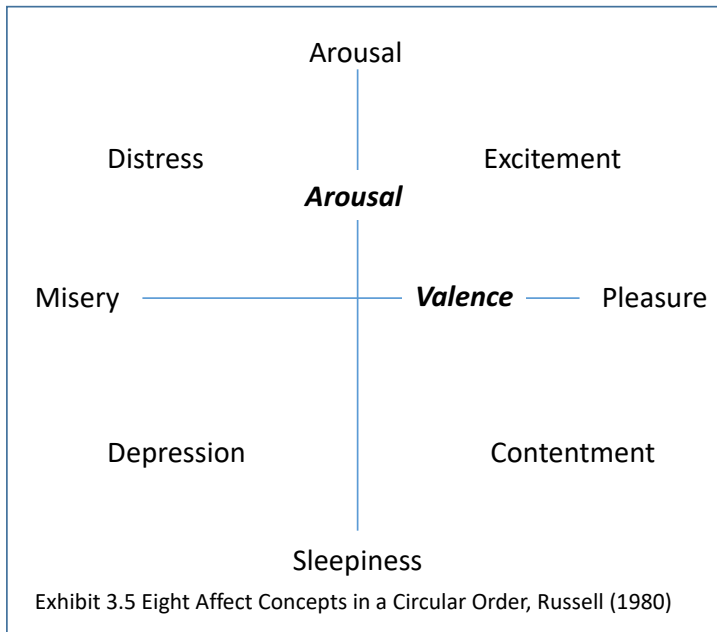 Arousal
Distress Excitement
Arousal
Misery Valence Pleasure
Depression Contentment
Sleepiness
Exhibit 3.5 Eight Affect Concepts in a Circular Order, Russell (1980)